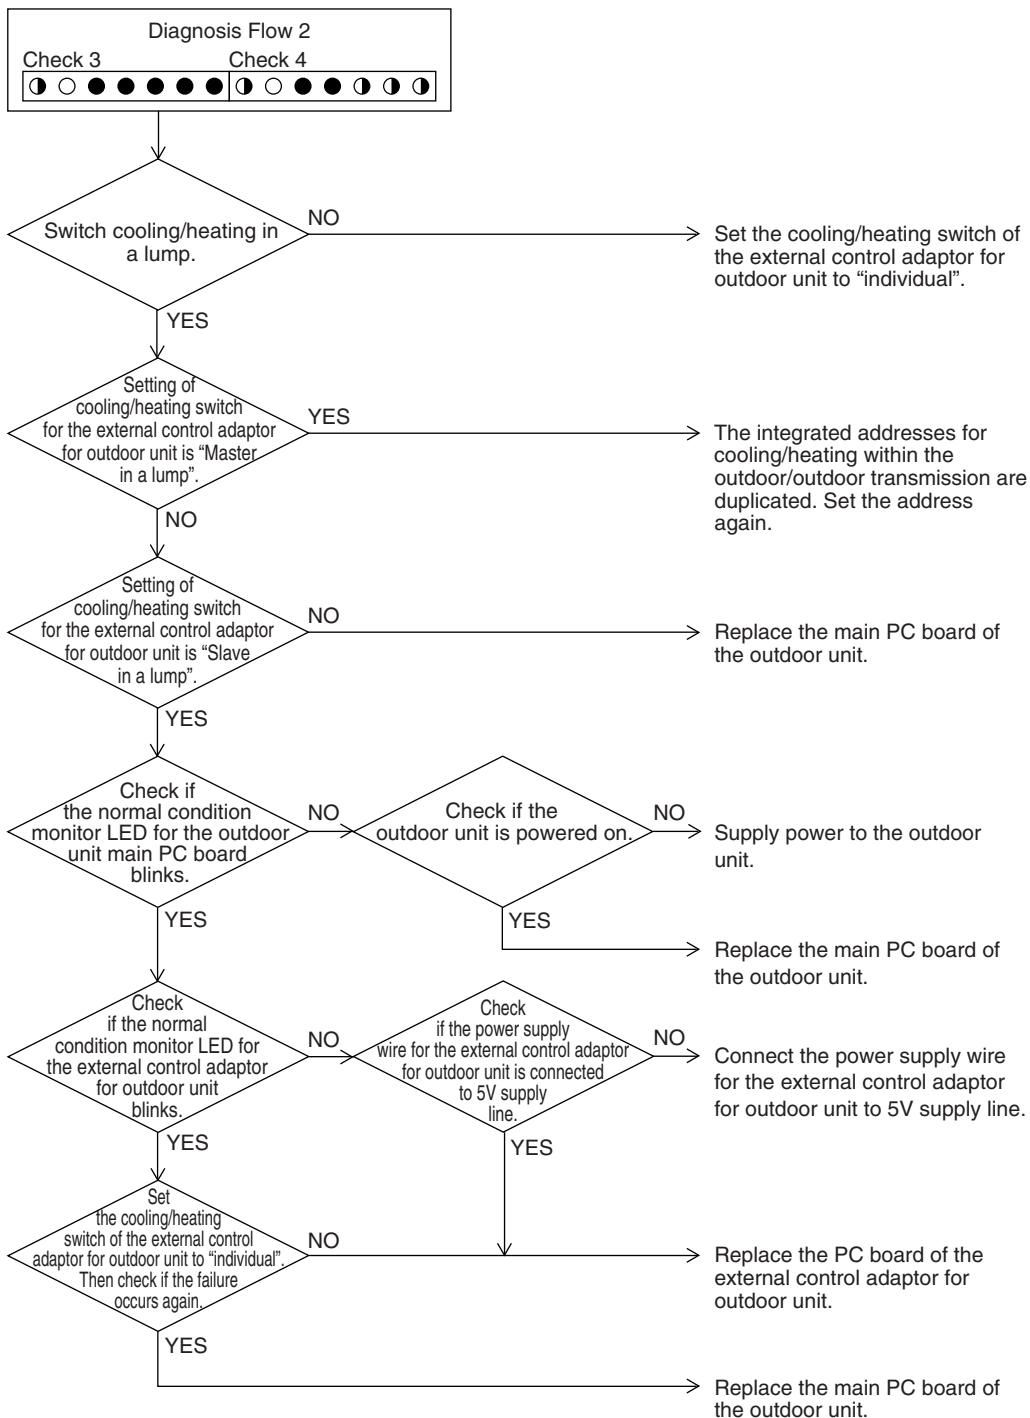 Diagnosis Flow 2
Check 3
Check 4
Switch cooling/heating in
a lump.
NO
Set the cooling/heating switch of
the external control adaptor for
outdoor unit to “individual”.
YES
Setting of
cooling/heating switch
for the external control adaptor
for outdoor unit is “Master
in a lump”.
YES
The integrated addresses for
cooling/heating within the
outdoor/outdoor transmission are
duplicated. Set the address
again.
NO
Setting of
cooling/heating switch
for the external control adaptor
for outdoor unit is “Slave
in a lump”.
NO
Replace the main PC board of
the outdoor unit.
YES
Check if
the normal condition
monitor LED for the outdoor
unit main PC board
blinks.
NO
Check if the
outdoor unit is powered on.
NO
Supply power to the outdoor
unit.
YES
YES
Replace the main PC board of
the outdoor unit.
Check
if the normal
condition monitor LED for
the external control adaptor
for outdoor unit
blinks.
NO
Check
if the power supply
wire for the external control adaptor
for outdoor unit is connected
to 5V supply
line.
NO
Connect the power supply wire
for the external control adaptor
for outdoor unit to 5V supply line.
YES
YES
Set
the cooling/heating
switch of the external control
adaptor for outdoor unit to “individual”.
Then check if the failure
occurs again.
NO
Replace the PC board of the
external control adaptor for
outdoor unit.
YES
Replace the main PC board of
the outdoor unit.